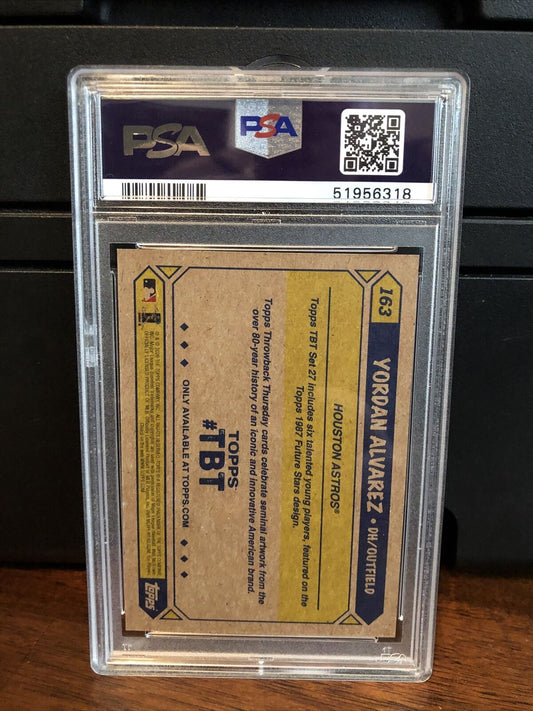 PSA
PSA
51956318
163
YORDAN ALVAREZ • DH/OUTFIELD
HOUSTON ASTROS®
Topps TBT Set 27 includes six talented young players, featured on the
Topps 1987 Future Stars design.
Topps Throwback Thursday cards celebrate seminal artwork from the
over 80-year history of an iconic and innovative American brand.
TOPPS
#TBT
ONLY AVAILABLE AT TOPPS.COM
topps